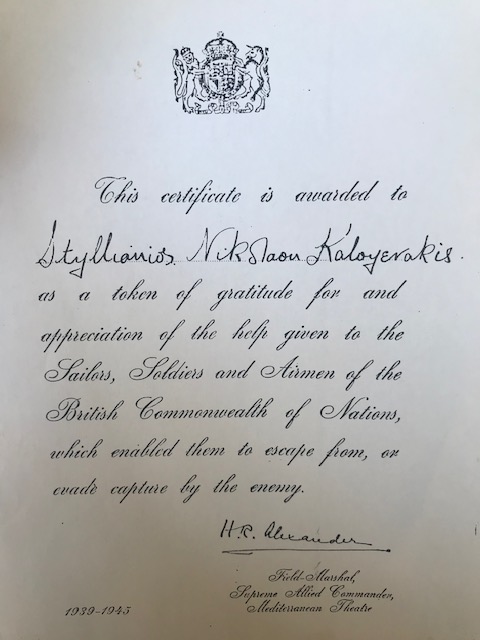 This certificate is awarded to
Stylianios Nikolaou Kaloyerakis.
as a token of gratitude for and
appreciation of the help given to the
Sailors, Soldiers and Airmen of the
British Commonwealth of Nations,
which enabled them to escape from, or
evade capture by the enemy.
H.R. Alexander
Field-Marshal,
Supreme Allied Commander,
Mediterranean Theatre
1939-1945